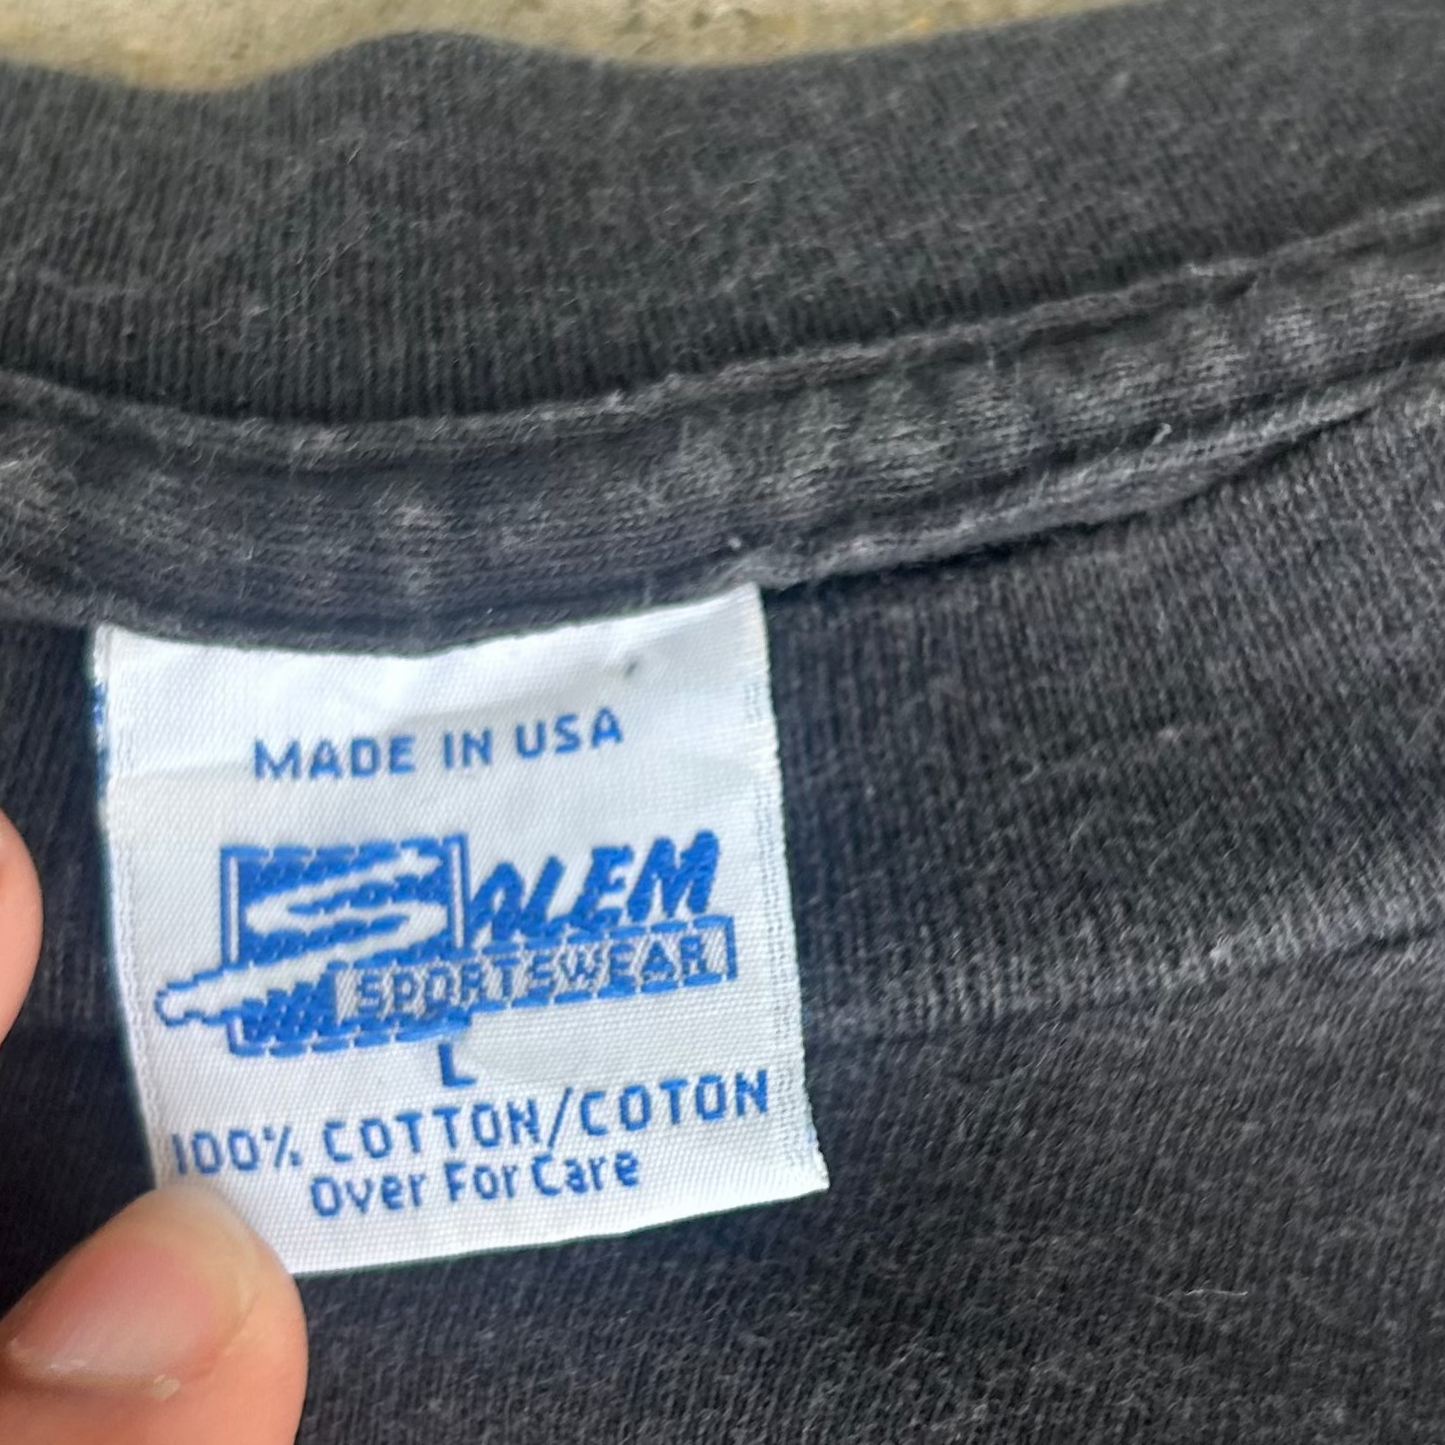 MADE IN USA
SALEM
SPORTSWEAR
L
100% COTTON/COTON
Over For Care